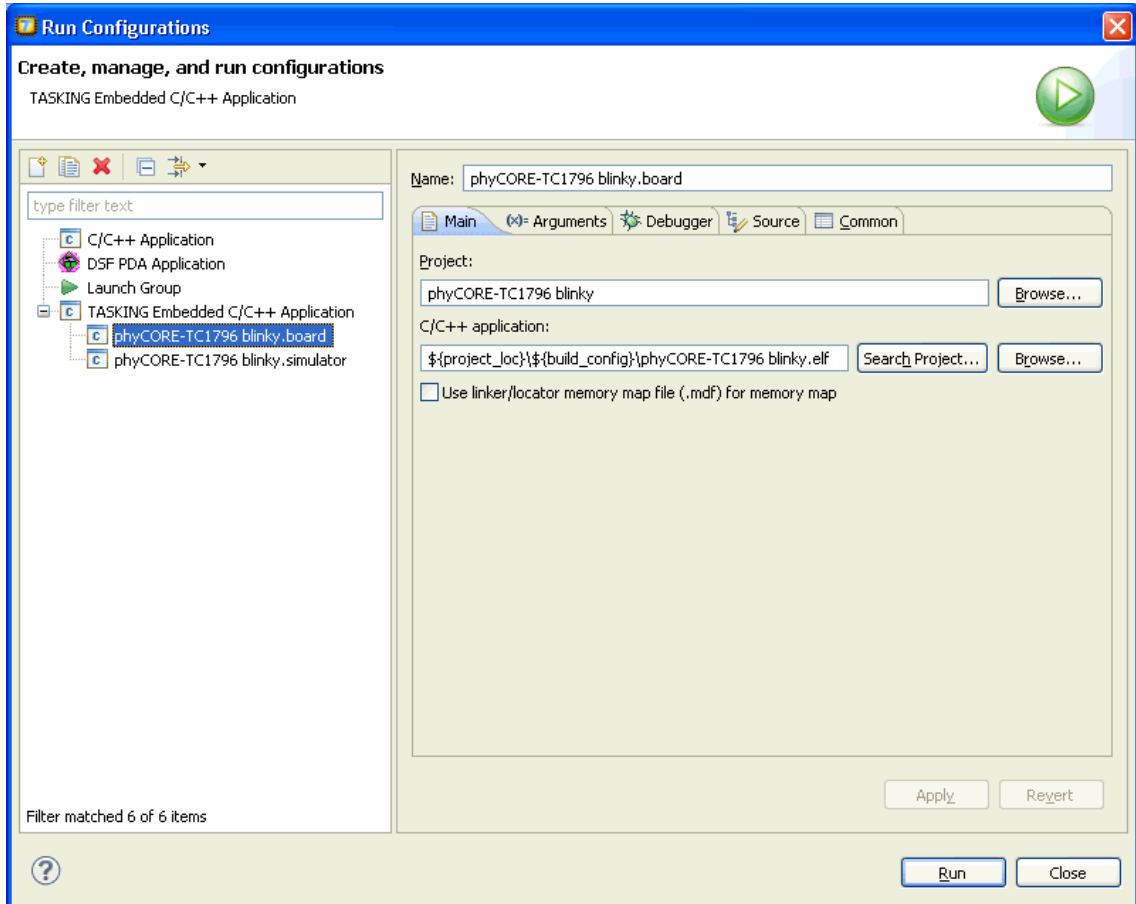 Run Configurations
Create, manage, and run configurations
TASKING Embedded C/C++ Application
type filter text
C/C++ Application
DSF PDA Application
Launch Group
TASKING Embedded C/C++ Application
phyCORE-TC1796 blinky.board
phyCORE-TC1796 blinky.simulator
Filter matched 6 of 6 items
Name: phyCORE-TC1796 blinky.board
Main (x)= Arguments Debugger Source Common
Project:
phyCORE-TC1796 blinky Browse...
C/C++ application:
${project_loc}\${build_config}\phyCORE-TC1796 blinky.elf Search Project... Browse...
Use linker/locator memory map file (.mdf) for memory map
Apply Revert
? Run Close